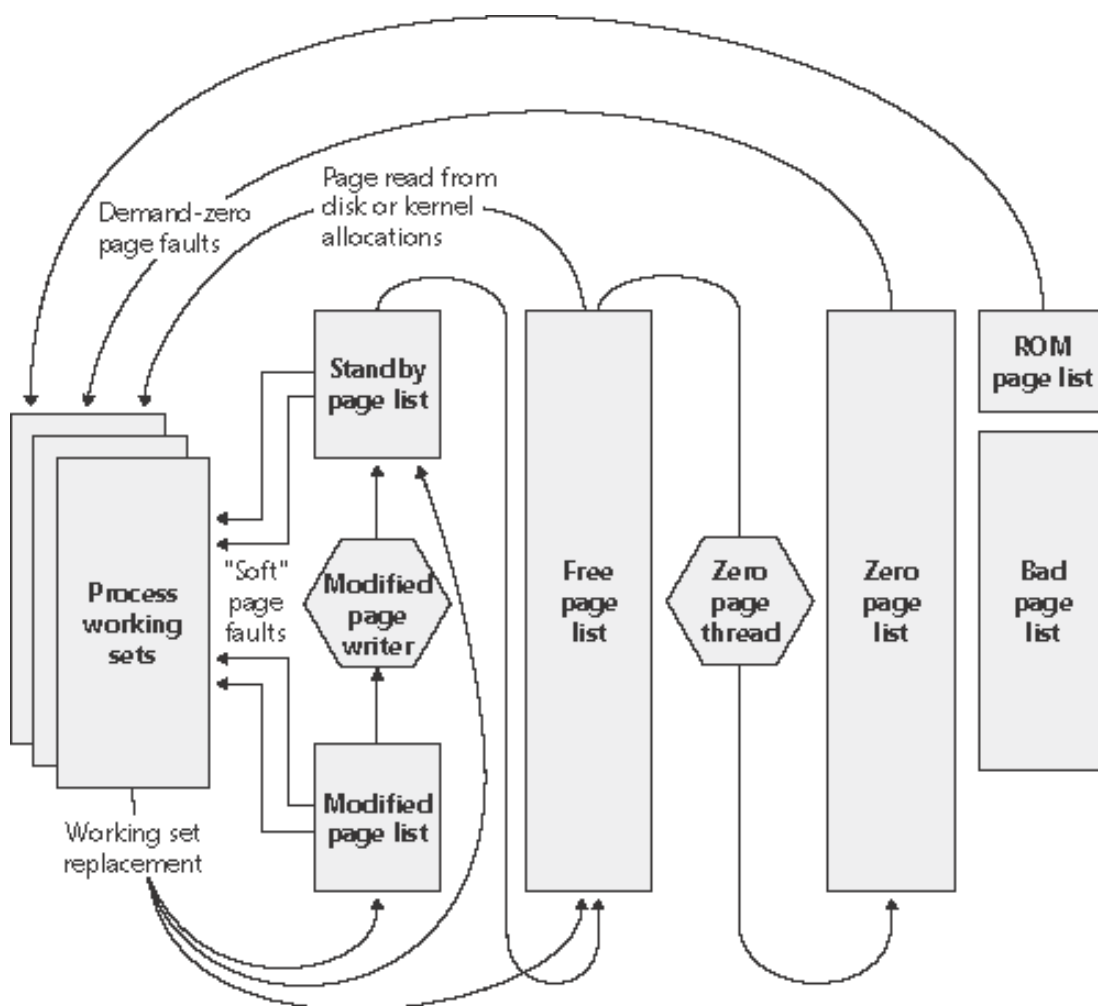 Demand-zero
page faults
Page read from
disk or kernel
allocations
Standby
page list
ROM
page list
Process
working
sets
"Soft"
page
faults
Modified
page
writer
Free
page
list
Zero
page
thread
Zero
page
list
Bad
page
list
Modified
page list
Working set
replacement